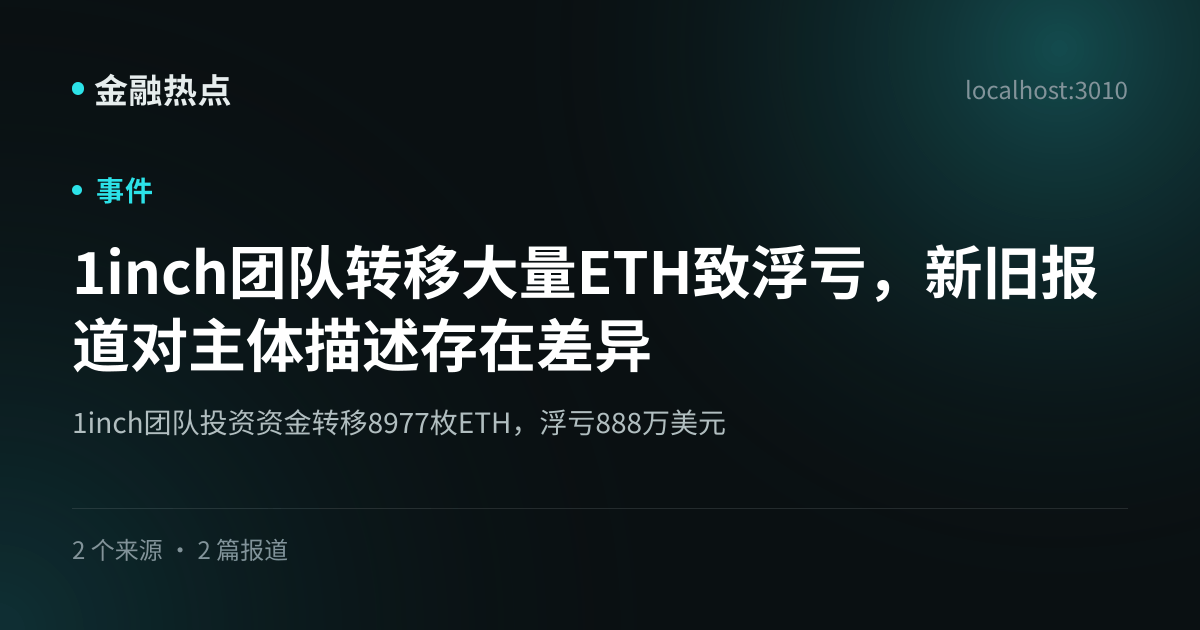 金融热点
localhost:3010
事件
1inch团队转移大量ETH致浮亏，新旧报
道对主体描述存在差异
1inch团队投资资金转移8977枚ETH，浮亏888万美元
2 个来源 · 2 篇报道